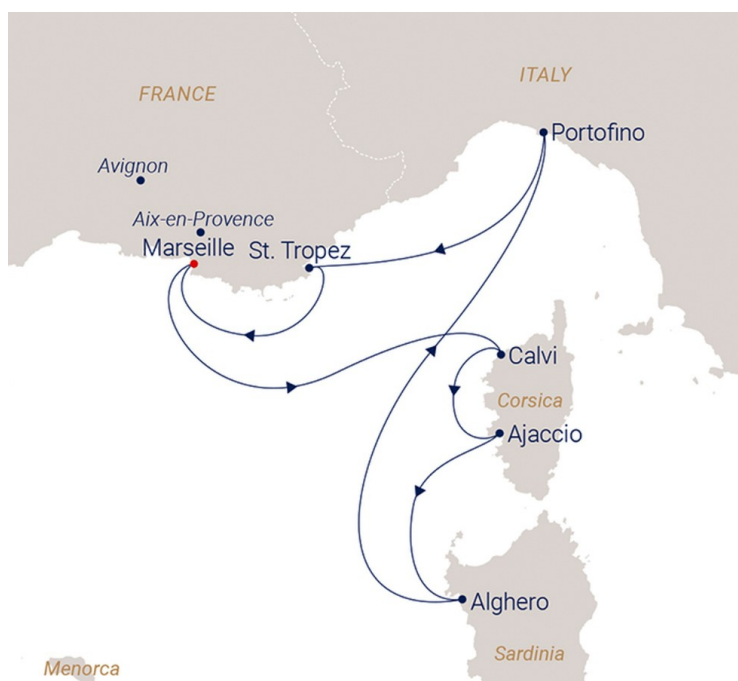 ITALY
FRANCE
Portofino
Avignon
Aix-en-Provence
Marseille
St. Tropez
Calvi
Corsica
Ajaccio
Alghero
Sardinia
Menorca